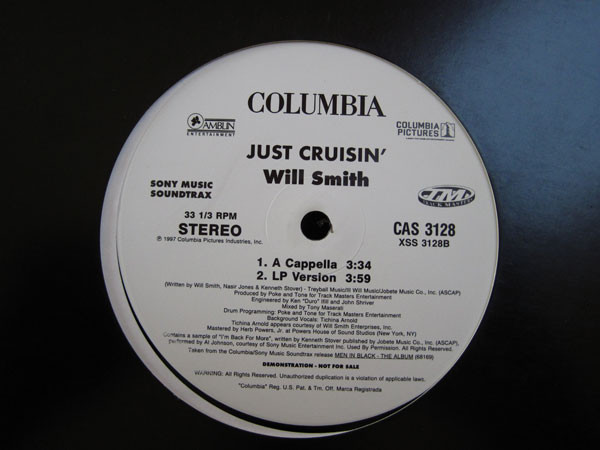 COLUMBIA
AMBLIN
ENTERTAINMENT
COLUMBIA
PICTURES
JUST CRUISIN'
Will Smith
SONY MUSIC
SOUNDTRAX
TM
TRACK MASTERS
33 1/3 RPM
STEREO
℗ 1997 Columbia Pictures Industries, Inc.
CAS 3128
XSS 3128B
1. A Cappella 3:34
2. LP Version 3:59
(Written by Will Smith, Nasir Jones & Kenneth Stover) - Treyball Music/Ill Will Music/Jobete Music Co., Inc. (ASCAP)
Produced by Poke and Tone for Track Masters Entertainment
Engineered by Ken "Duro" Ifill and John Shriver
Mixed by Tony Maserati
Drum Programming: Poke and Tone for Track Masters Entertainment
Background Vocals: Tichina Arnold
Tichina Arnold appears courtesy of Will Smith Enterprises, Inc.
Mastered by Herb Powers, Jr. at Powers House of Sound Studios (New York, NY)
Contains a sample of "I'm Back For More", written by Kenneth Stover published by Jobete Music Co., Inc. (ASCAP),
performed by Al Johnson, courtesy of Sony Music Entertainment Inc. Used By Permission. All Rights Reserved.
Taken from the Columbia/Sony Music Soundtrax release MEN IN BLACK - THE ALBUM (68169)
DEMONSTRATION - NOT FOR SALE
WARNING: All Rights Reserved. Unauthorized duplication is a violation of applicable laws.
"Columbia" Reg. U.S. Pat. & Tm. Off. Marca Registrada